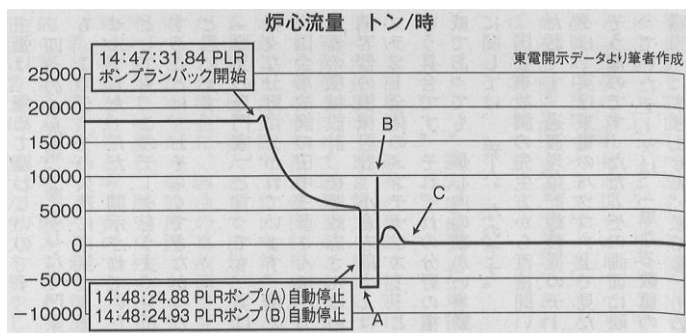 炉心流量 トン/時
14:47:31.84 PLR
ポンプランバック開始
東電開示データより筆者作成
25000
20000
15000
10000
5000
0
−5000
−10000
B
C
A
14:48:24.88 PLRポンプ(A)自動停止
14:48:24.93 PLRポンプ(B)自動停止